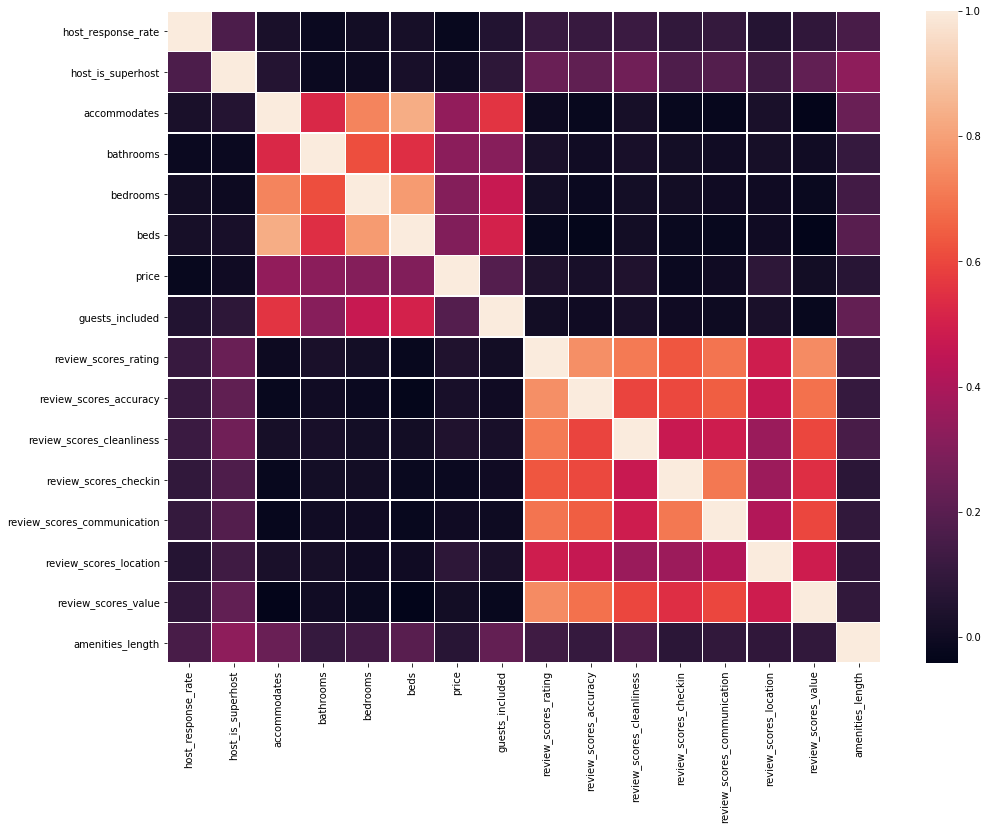 host_response_rate
host_is_superhost
accommodates
bathrooms
bedrooms
beds
price
guests_included
review_scores_rating
review_scores_accuracy
review_scores_cleanliness
review_scores_checkin
review_scores_communication
review_scores_location
review_scores_value
amenities_length
host_response_rate
host_is_superhost
accommodates
bathrooms
bedrooms
beds
price
guests_included
review_scores_rating
review_scores_accuracy
review_scores_cleanliness
review_scores_checkin
review_scores_communication
review_scores_location
review_scores_value
amenities_length
1.0
0.8
0.6
0.4
0.2
0.0